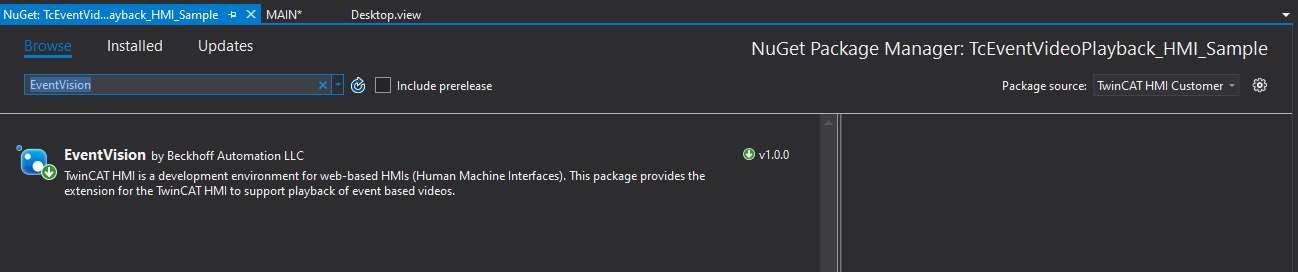 NuGet: TcEventVid...ayback_HMI_Sample MAIN* Desktop.view
Browse Installed Updates NuGet Package Manager: TcEventVideoPlayback_HMI_Sample
EventVision Include prerelease Package source: TwinCAT HMI Customer
EventVision by Beckhoff Automation LLC v1.0.0
TwinCAT HMI is a development environment for web-based HMIs (Human Machine Interfaces). This package provides the
extension for the TwinCAT HMI to support playback of event based videos.